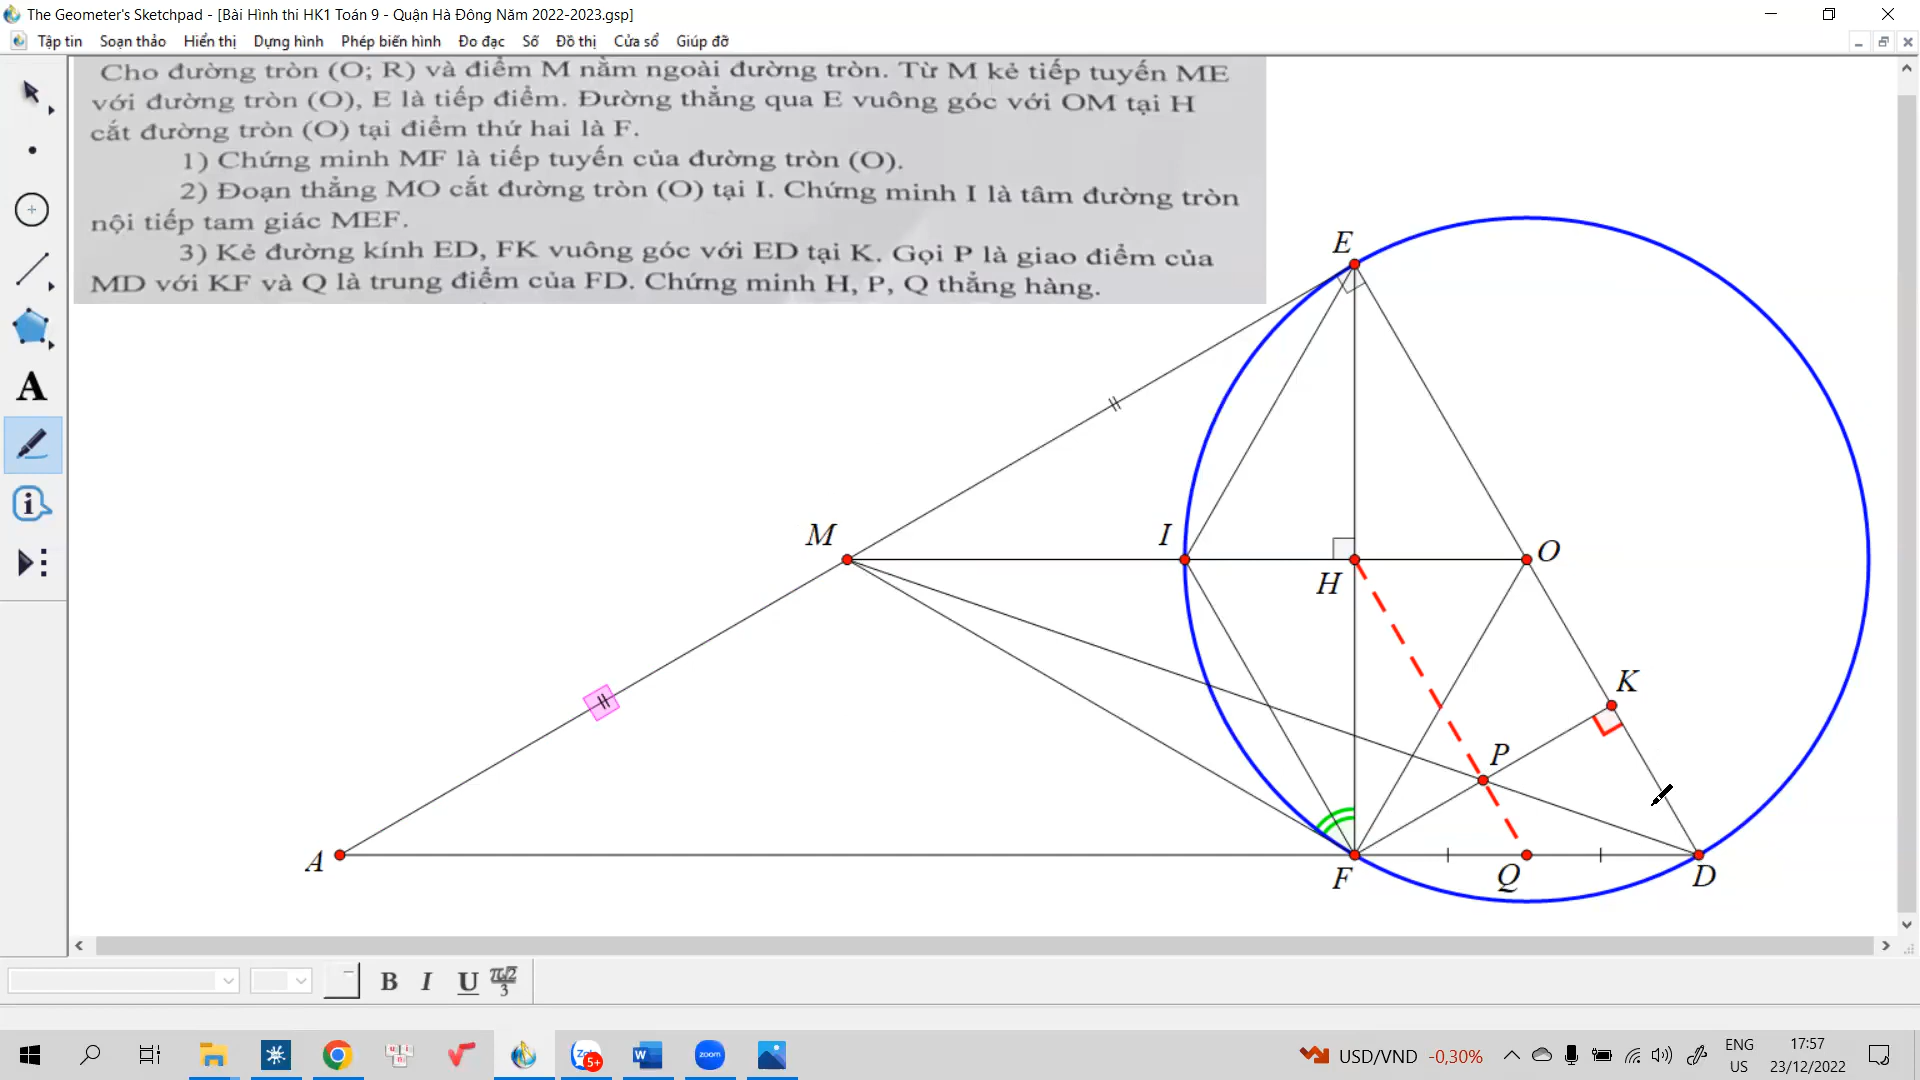 The Geometer's Sketchpad - [Bài Hình thi HK1 Toán 9 - Quận Hà Đông Năm 2022-2023.gsp]
Tập tin Soạn thảo Hiển thị Dựng hình Phép biến hình Đo đạc Số Đồ thị Cửa sổ Giúp đỡ
Cho đường tròn (O; R) và điểm M nằm ngoài đường tròn. Từ M kẻ tiếp tuyến ME
với đường tròn (O), E là tiếp điểm. Đường thẳng qua E vuông góc với OM tại H
cắt đường tròn (O) tại điểm thứ hai là F.
1) Chứng minh MF là tiếp tuyến của đường tròn (O).
2) Đoạn thẳng MO cắt đường tròn (O) tại I. Chứng minh I là tâm đường tròn
nội tiếp tam giác MEF.
3) Kẻ đường kính ED, FK vuông góc với ED tại K. Gọi P là giao điểm của
MD với KF và Q là trung điểm của FD. Chứng minh H, P, Q thẳng hàng.
E
M I O
H
K
P
A F Q D
A
B I U π√2/3
W zoom 5+
USD/VND -0,30% ENG 17:57
US 23/12/2022